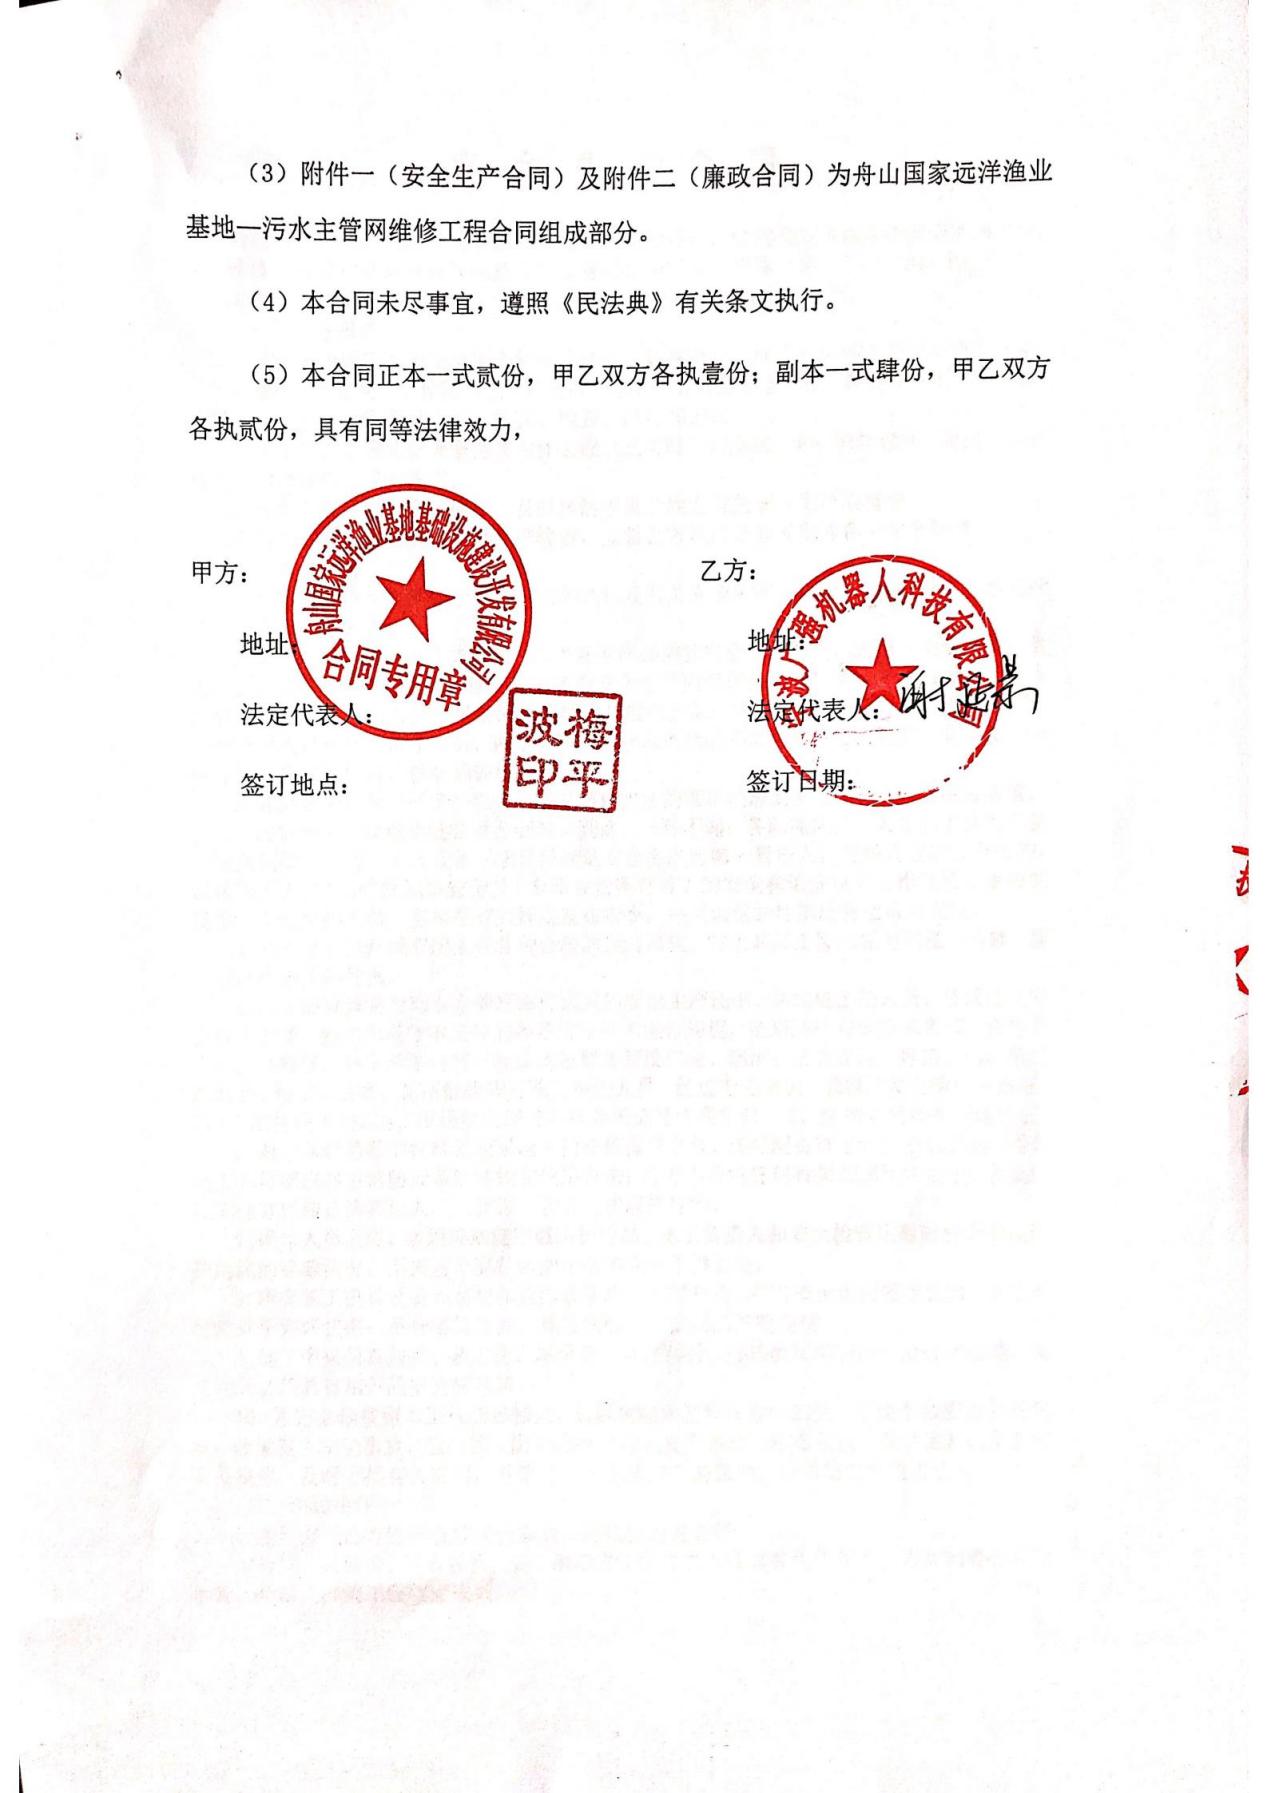 （3）附件一（安全生产合同）及附件二（廉政合同）为舟山国家远洋渔业
基地—污水主管网维修工程合同组成部分。
（4）本合同未尽事宜，遵照《民法典》有关条文执行。
（5）本合同正本一式贰份，甲乙双方各执壹份；副本一式肆份，甲乙双方
各执贰份，具有同等法律效力，
甲方：
舟山国家远洋渔业基地基础设施建设开发有限公司
合同专用章
地址：
法定代表人：
梅平
波印
签订地点：
乙方：
宁波广强机器人科技有限公司
地址：
法定代表人：
签订日期：